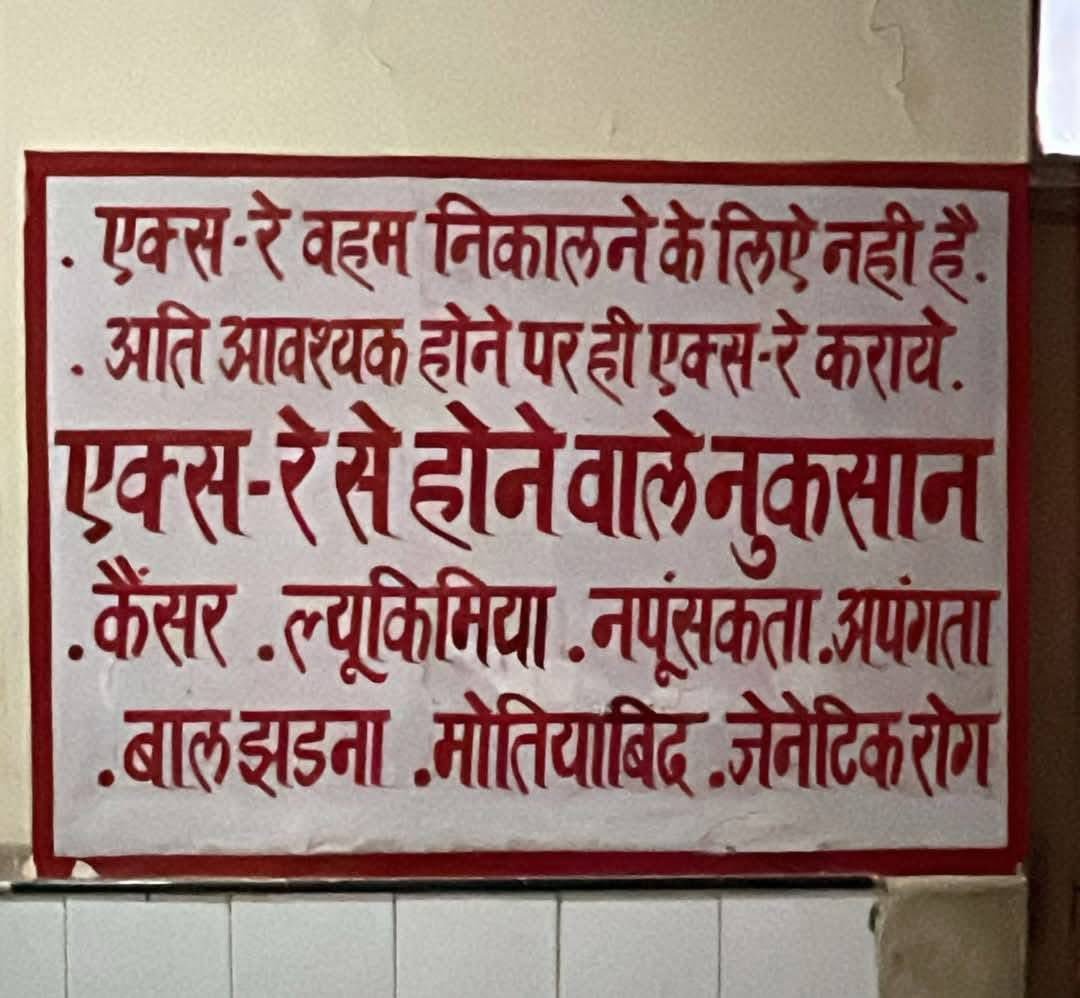 . एक्स-रे वहम निकालने के लिऐ नही है.
. अति आवश्यक होने पर ही एक्स-रे कराये.
एक्स-रे से होने वाले नुकसान
. कैंसर . ल्यूकिमिया . नपूंसकता. अपंगता
. बाल झडना . मोतियाबिद . जेनेटिक रोग